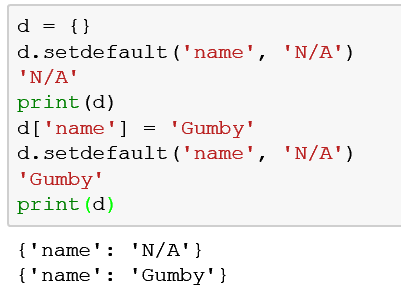 d = {}
d.setdefault('name', 'N/A')
'N/A'
print(d)
d['name'] = 'Gumby'
d.setdefault('name', 'N/A')
'Gumby'
print(d)
{'name': 'N/A'}
{'name': 'Gumby'}